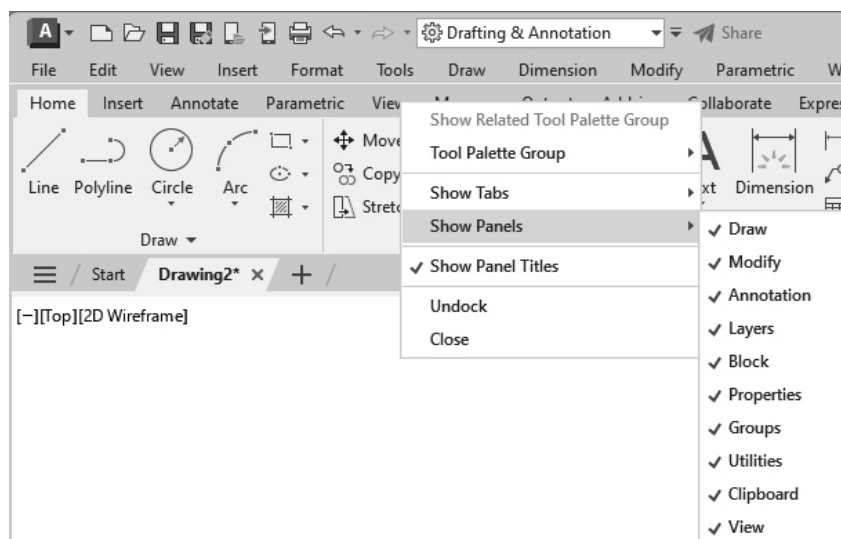 A Drafting & Annotation Share
File Edit View Insert Format Tools Draw Dimension Modify Parametric
Home Insert Annotate Parametric Collaborate
Show Related Tool Palette Group
Tool Palette Group
Show Tabs
Show Panels
Show Panel Titles
Undock
Close
Line Polyline Circle Arc
Dimension
Draw
Start Drawing2*
[−][Top][2D Wireframe]
Draw
Modify
Annotation
Layers
Block
Properties
Groups
Utilities
Clipboard
View